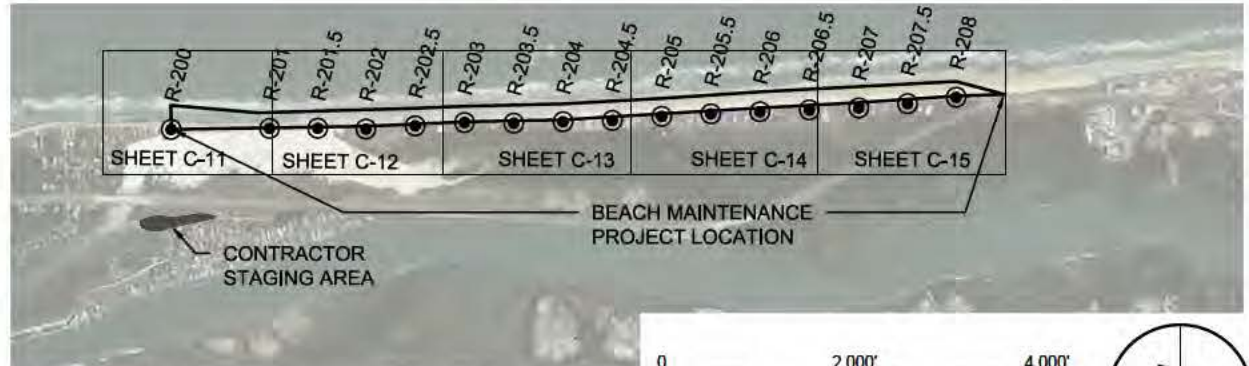 R-200
R-201
R-201.5
R-202
R-202.5
R-203
R-203.5
R-204
R-204.5
R-205
R-205.5
R-206
R-206.5
R-207
R-207.5
R-208
SHEET C-11
SHEET C-12
SHEET C-13
SHEET C-14
SHEET C-15
BEACH MAINTENANCE
PROJECT LOCATION
CONTRACTOR
STAGING AREA
0 2,000' 4,000'